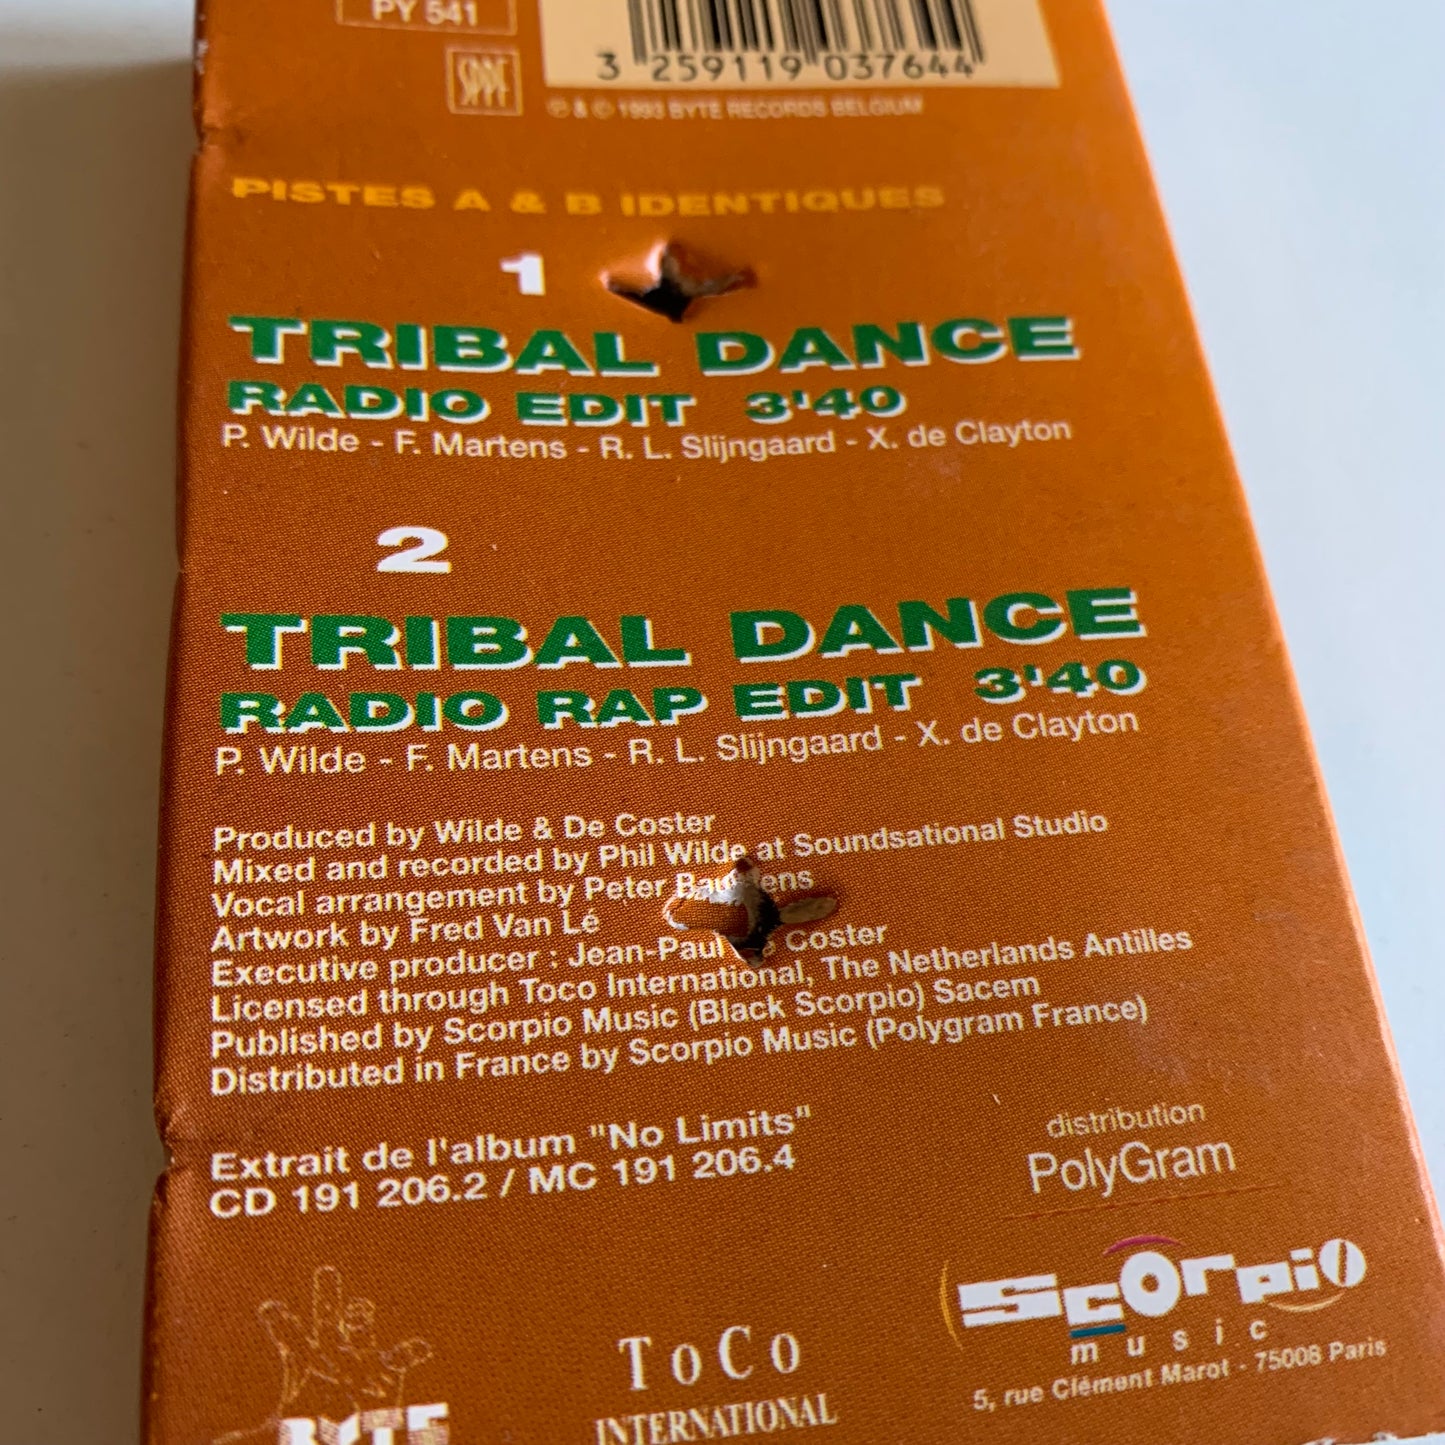 PY 541
3 259119 037644
SDRM
℗ & © 1993 BYTE RECORDS BELGIUM
PISTES A & B IDENTIQUES
1
TRIBAL DANCE
RADIO EDIT 3'40
P. Wilde - F. Martens - R. L. Slijngaard - X. de Clayton
2
TRIBAL DANCE
RADIO RAP EDIT 3'40
P. Wilde - F. Martens - R. L. Slijngaard - X. de Clayton
Produced by Wilde & De Coster
Mixed and recorded by Phil Wilde at Soundsational Studio
Vocal arrangement by Peter
Artwork by Fred Van Lé
Executive producer : Jean-Paul Coster
Licensed through Toco International, The Netherlands Antilles
Published by Scorpio Music (Black Scorpio) Sacem
Distributed in France by Scorpio Music (Polygram France)
Extrait de l'album "No Limits"
CD 191 206.2 / MC 191 206.4
distribution
PolyGram
scorpio
music
5, rue Clément Marot - 75008 Paris
BYTE
ToCo
INTERNATIONAL